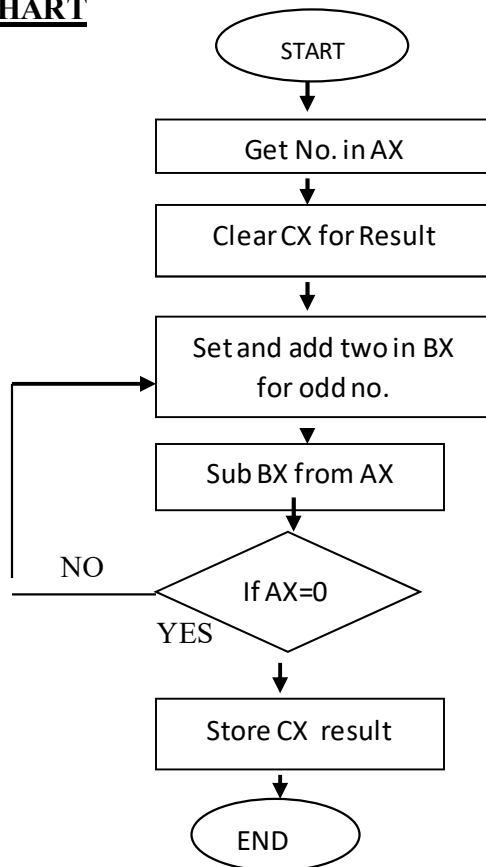 HART
START
Get No. in AX
Clear CX for Result
Set and add two in BX
for odd no.
Sub BX from AX
NO
If AX=0
YES
Store CX result
END